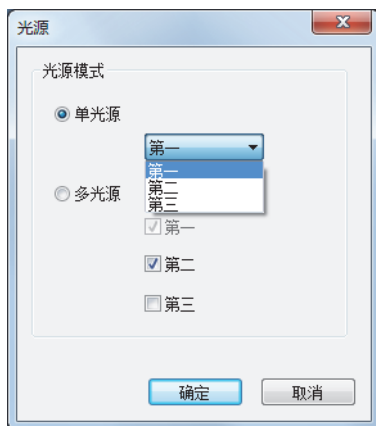 光源
光源模式
单光源
第一
第一
第二
第三
多光源
第一
第二
第三
确定
取消